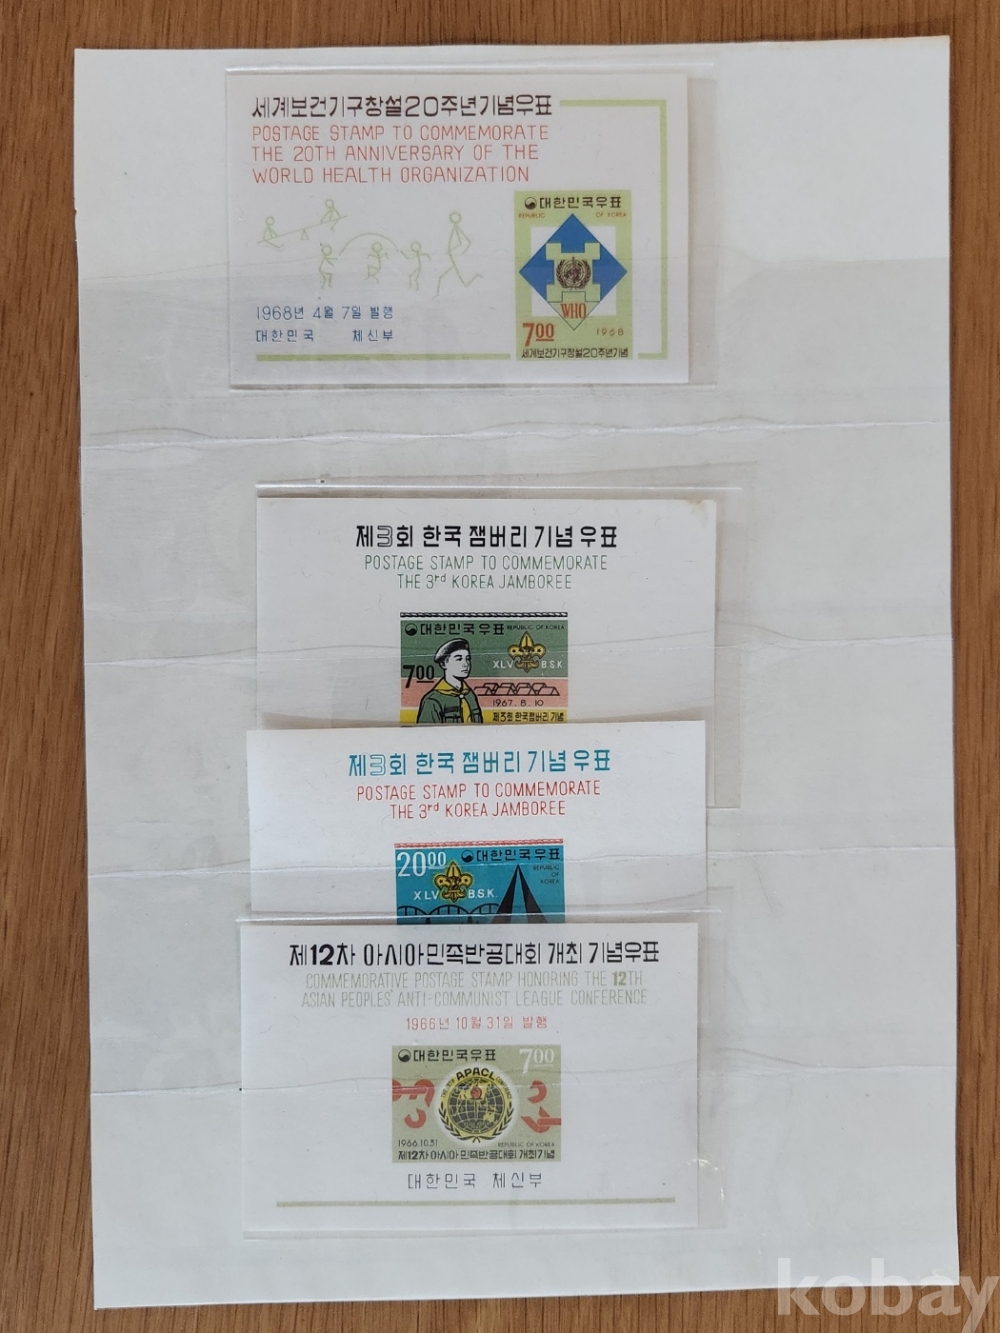 세계보건기구창설20주년기념우표
POSTAGE STAMP TO COMMEMORATE
THE 20TH ANNIVERSARY OF THE
WORLD HEALTH ORGANIZATION
대한민국우표
REPUBLIC OF KOREA
WHO
7.00 1968
세계보건기구창설20주년기념
1968년 4월 7일 발행
대한민국 체신부
제3회 한국 잼버리 기념 우표
POSTAGE STAMP TO COMMEMORATE
THE 3rd KOREA JAMBOREE
대한민국우표 REPUBLIC OF KOREA
7.00 XLV B.S.K
1967. 8. 10
제3회 한국잼버리 기념
제3회 한국 잼버리 기념 우표
POSTAGE STAMP TO COMMEMORATE
THE 3rd KOREA JAMBOREE
20.00 대한민국우표
REPUBLIC
OF
KOREA
XLV B.S.K.
제12차 아시아민족반공대회 개최 기념우표
COMMEMORATIVE POSTAGE STAMP HONORING THE 12TH
ASIAN PEOPLES' ANTI-COMMUNIST LEAGUE CONFERENCE
1966년 10월 31일 발행
대한민국우표 7.00
APACL
1966.10.31 REPUBLIC OF KOREA
제12차 아시아 민족반공대회 개최기념
대한민국 체신부
kobay